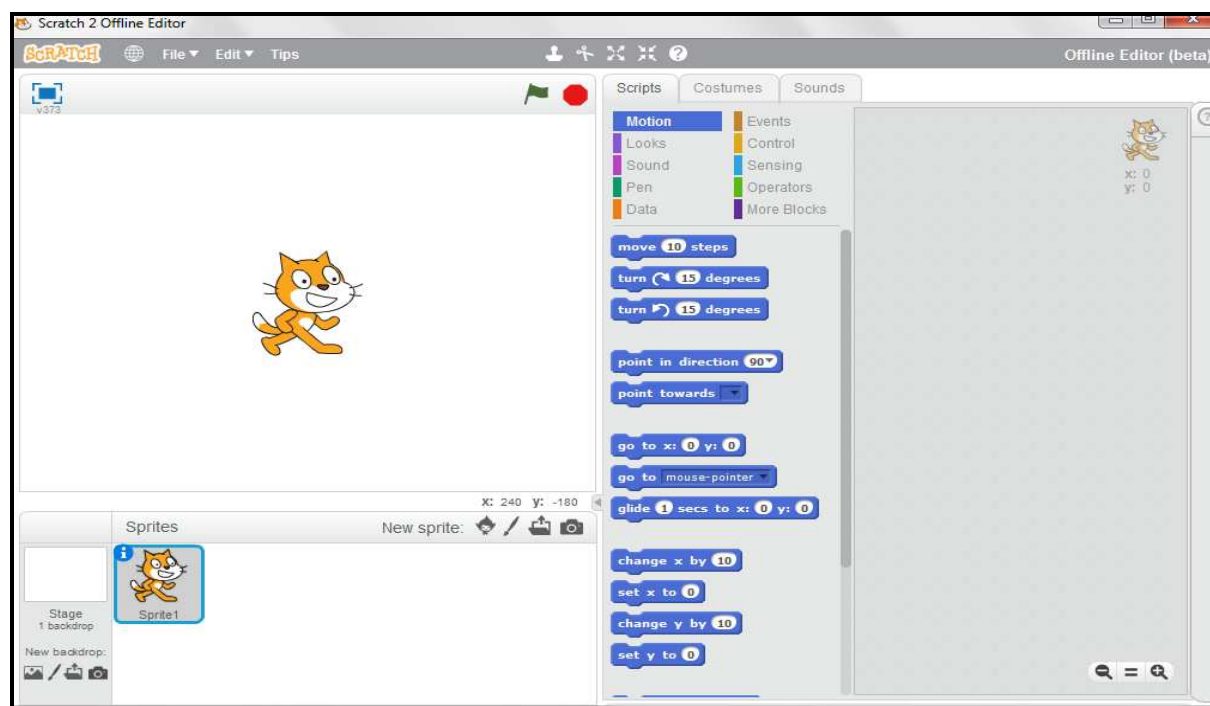 Scratch 2 Offline Editor
SCRATCH File Edit Tips Offline Editor (beta)
v373
Scripts Costumes Sounds
Motion Events
Looks Control
Sound Sensing
Pen Operators
Data More Blocks
x: 0
y: 0
move 10 steps
turn 15 degrees
turn 15 degrees
point in direction 90
point towards
go to x: 0 y: 0
go to mouse-pointer
glide 1 secs to x: 0 y: 0
change x by 10
set x to 0
change y by 10
set y to 0
X: 240 y: -180
Sprites New sprite:
Sprite1
Stage
1 backdrop
New backdrop: